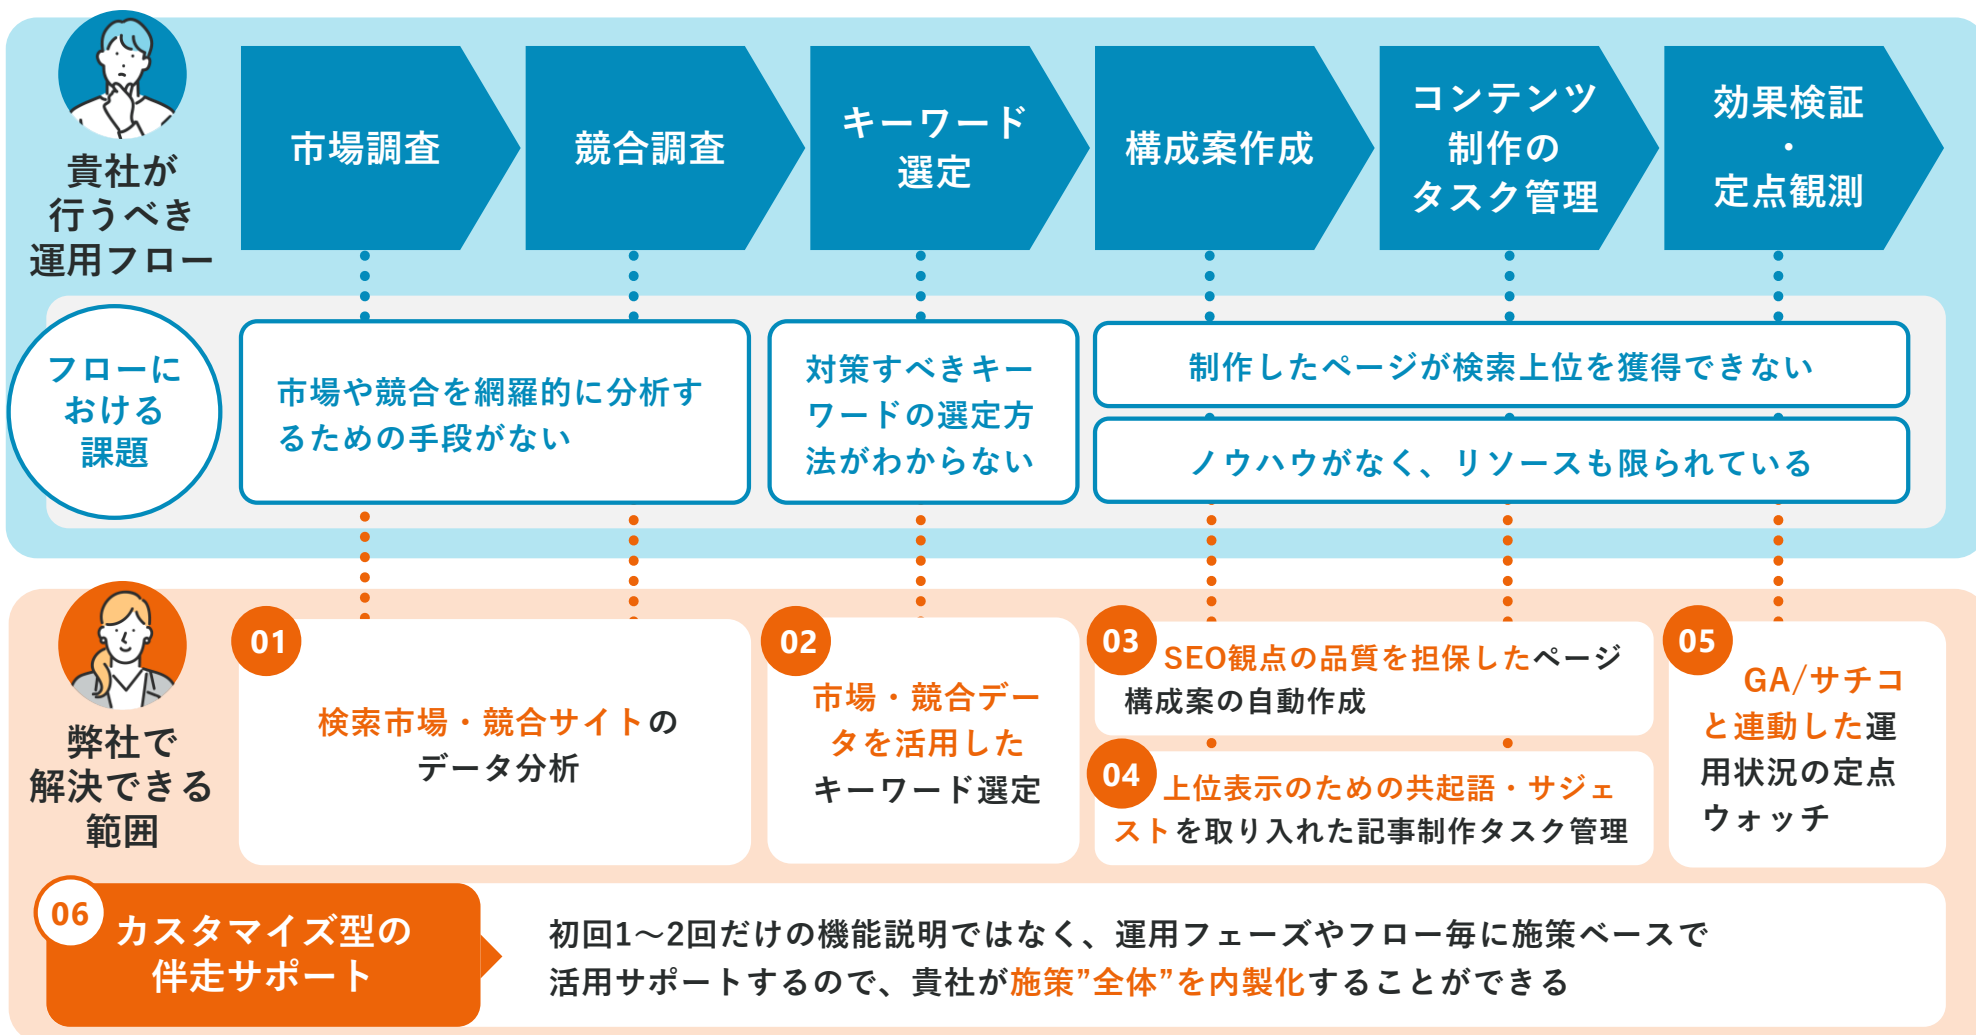 貴社が
行うべき
運用フロー
市場調査
競合調査
キーワード
選定
構成案作成
コンテンツ
制作の
タスク管理
効果検証
・
定点観測
フローに
おける
課題
市場や競合を網羅的に分析す
るための手段がない
対策すべきキー
ワードの選定方
法がわからない
制作したページが検索上位を獲得できない
ノウハウがなく、リソースも限られている
弊社で
解決できる
範囲
01
検索市場・競合サイトの
データ分析
02
市場・競合デー
タを活用した
キーワード選定
03
SEO観点の品質を担保したページ
構成案の自動作成
04
上位表示のための共起語・サジェ
ストを取り入れた記事制作タスク管理
05
GA/サチコ
と連動した運
用状況の定点
ウォッチ
06
カスタマイズ型の
伴走サポート
初回1〜2回だけの機能説明ではなく、運用フェーズやフロー毎に施策ベースで
活用サポートするので、貴社が施策”全体”を内製化することができる